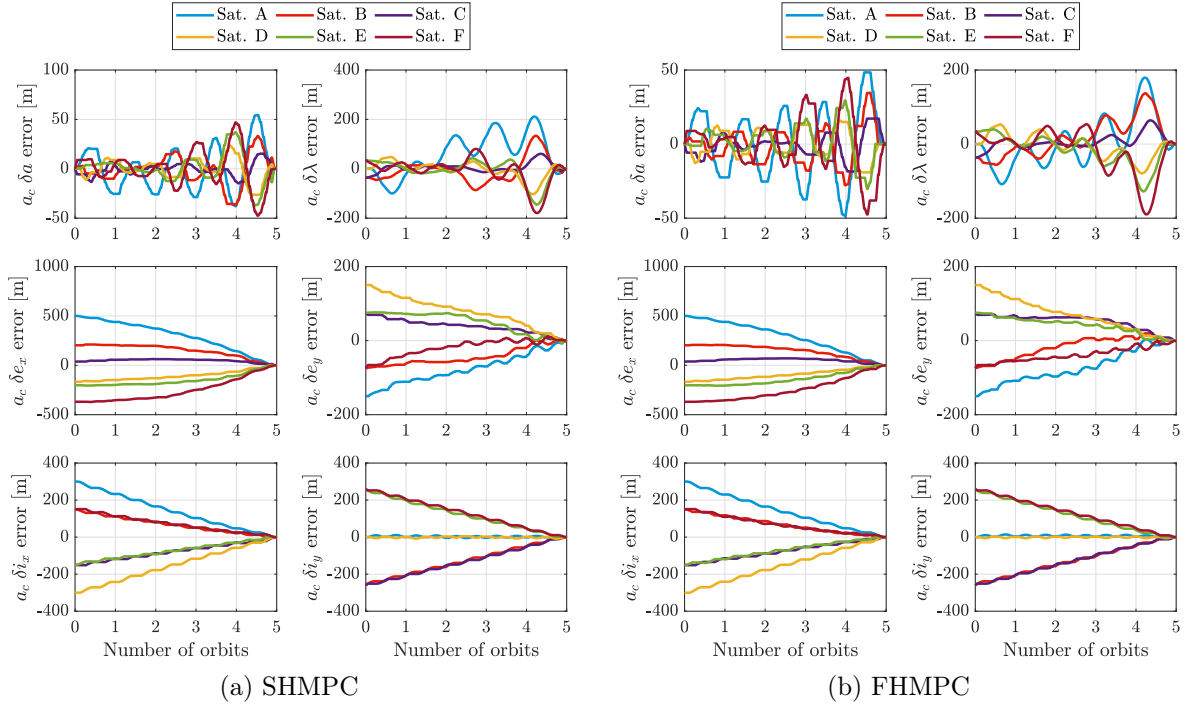 Sat. A Sat. B Sat. C
Sat. D Sat. E Sat. F
a_c δa error [m]
100
50
0
-50
0 1 2 3 4 5
a_c δλ error [m]
400
200
0
-200
0 1 2 3 4 5
a_c δe_x error [m]
1000
500
0
-500
0 1 2 3 4 5
a_c δe_y error [m]
200
0
-200
0 1 2 3 4 5
a_c δi_x error [m]
400
200
0
-200
-400
0 1 2 3 4 5
Number of orbits
a_c δi_y error [m]
400
200
0
-200
-400
0 1 2 3 4 5
Number of orbits
(a) SHMPC
Sat. A Sat. B Sat. C
Sat. D Sat. E Sat. F
a_c δa error [m]
50
0
-50
0 1 2 3 4 5
a_c δλ error [m]
200
0
-200
0 1 2 3 4 5
a_c δe_x error [m]
1000
500
0
-500
0 1 2 3 4 5
a_c δe_y error [m]
200
0
-200
0 1 2 3 4 5
a_c δi_x error [m]
400
200
0
-200
-400
0 1 2 3 4 5
Number of orbits
a_c δi_y error [m]
400
200
0
-200
-400
0 1 2 3 4 5
Number of orbits
(b) FHMPC